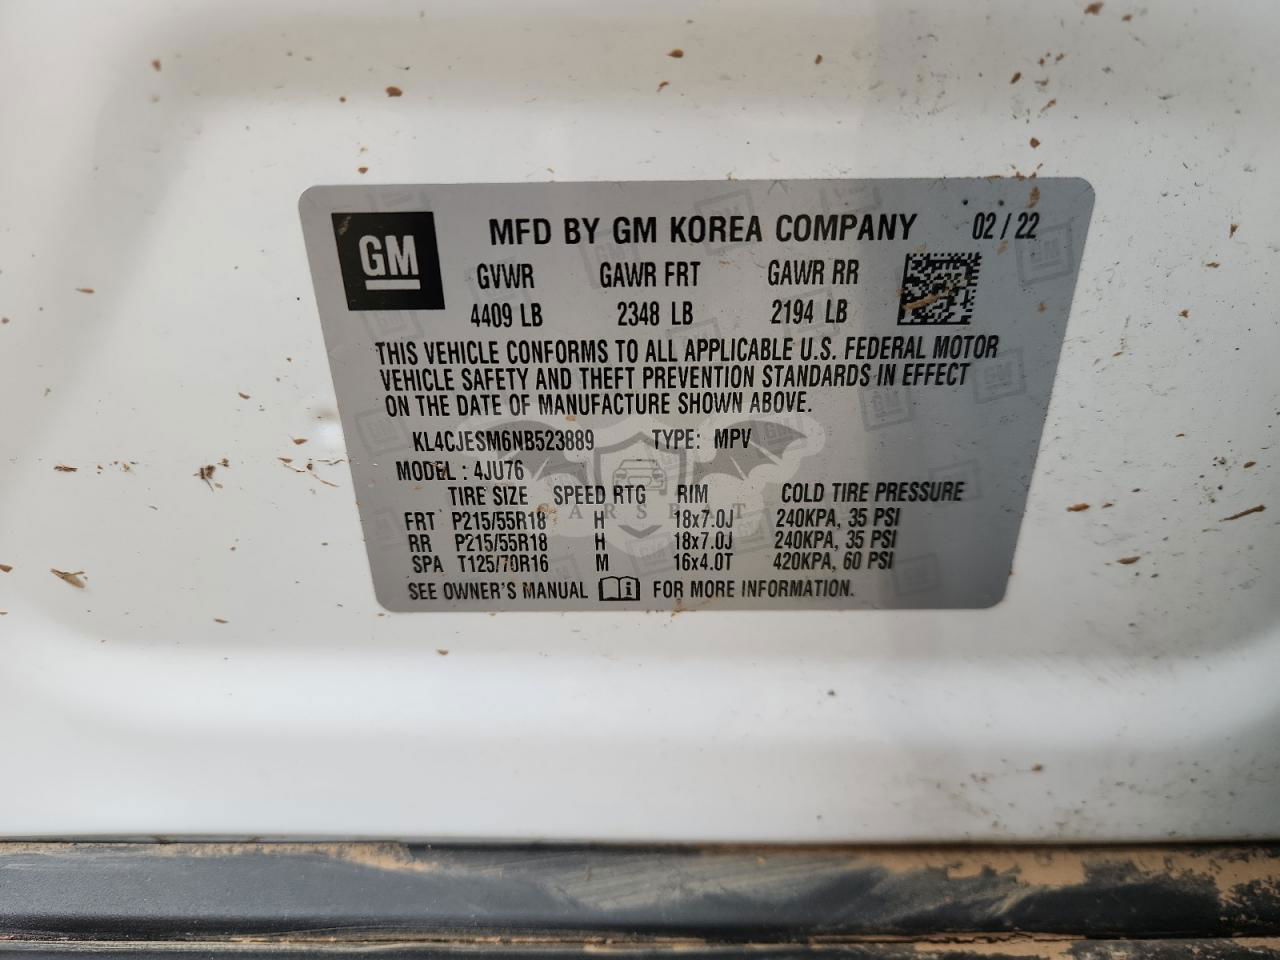 GM
MFD BY GM KOREA COMPANY 02 / 22
GVWR GAWR FRT GAWR RR
4409 LB 2348 LB 2194 LB
THIS VEHICLE CONFORMS TO ALL APPLICABLE U.S. FEDERAL MOTOR
VEHICLE SAFETY AND THEFT PREVENTION STANDARDS IN EFFECT
ON THE DATE OF MANUFACTURE SHOWN ABOVE.
KL4CJESM6NB523889 TYPE: MPV
MODEL : 4JU76
TIRE SIZE SPEED RTG RIM COLD TIRE PRESSURE
FRT P215/55R18 H 18x7.0J 240KPA, 35 PSI
RR P215/55R18 H 18x7.0J 240KPA, 35 PSI
SPA T125/70R16 M 16x4.0T 420KPA, 60 PSI
SEE OWNER'S MANUAL i FOR MORE INFORMATION.